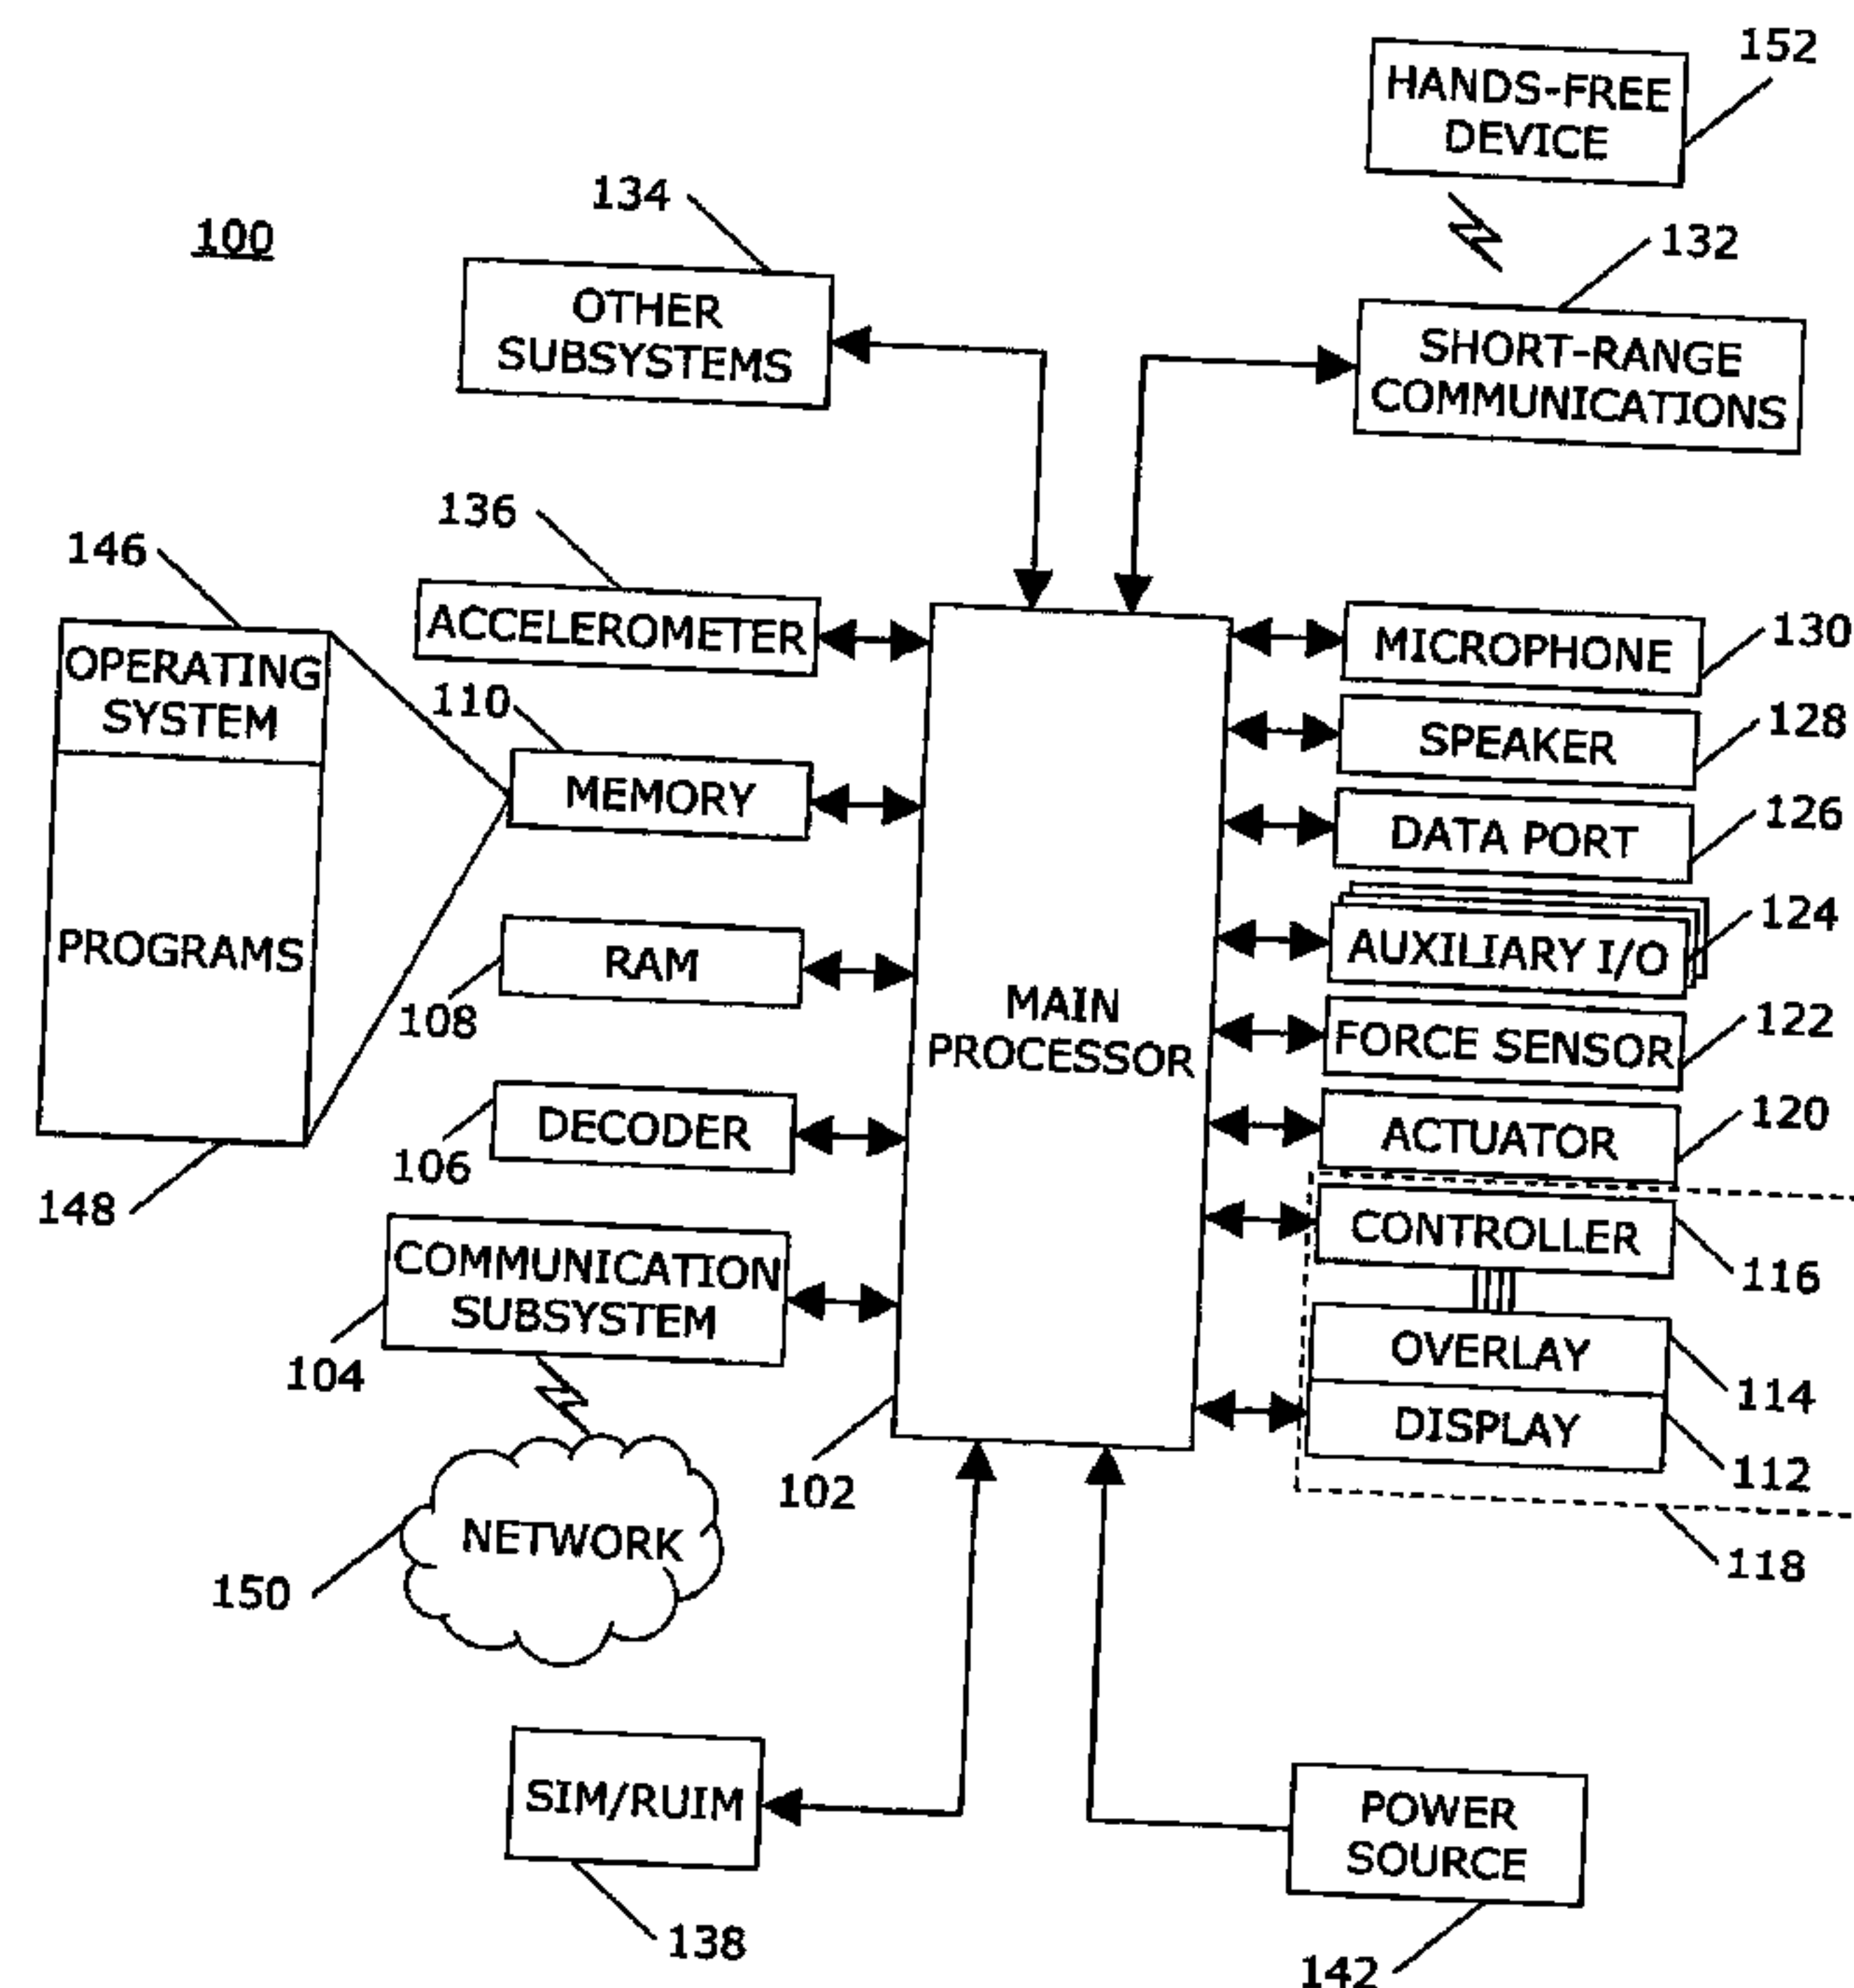 152
HANDS-FREE
DEVICE
134
100
132
OTHER
SUBSYSTEMS
SHORT-RANGE
COMMUNICATIONS
136
146
ACCELEROMETER
MICROPHONE
130
OPERATING
SYSTEM
110
SPEAKER
128
MEMORY
DATA PORT
126
PROGRAMS
RAM
108
AUXILIARY I/O
124
MAIN
PROCESSOR
FORCE SENSOR
122
DECODER
106
ACTUATOR
120
148
COMMUNICATION
SUBSYSTEM
104
CONTROLLER
116
OVERLAY
114
DISPLAY
112
102
NETWORK
150
118
SIM/RUIM
138
POWER
SOURCE
142